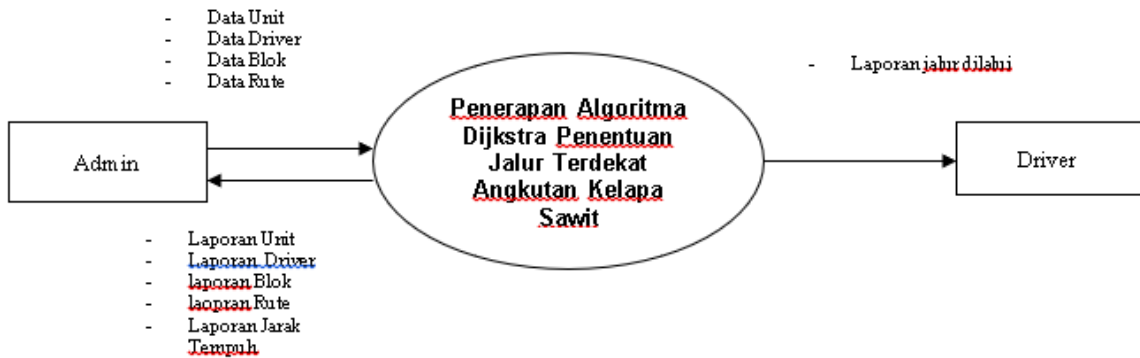 - Data Unit
- Data Driver
- Data Blok
- Data Rute
Admin
Penerapan Algoritma
Dijkstra Penentuan
Jalur Terdekat
Angkutan Kelapa
Sawit
- Laporan jalur dilalui
Driver
- Laporan Unit
- Laporan Driver
- laporan Blok
- laopran Rute
- Laporan Jarak
Tempuh